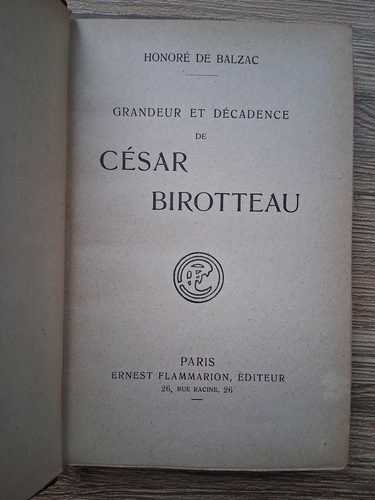 HONORÉ DE BALZAC
GRANDEUR ET DÉCADENCE
DE
CÉSAR
BIROTTEAU
PARIS
ERNEST FLAMMARION, ÉDITEUR
26, RUE RACINE, 26